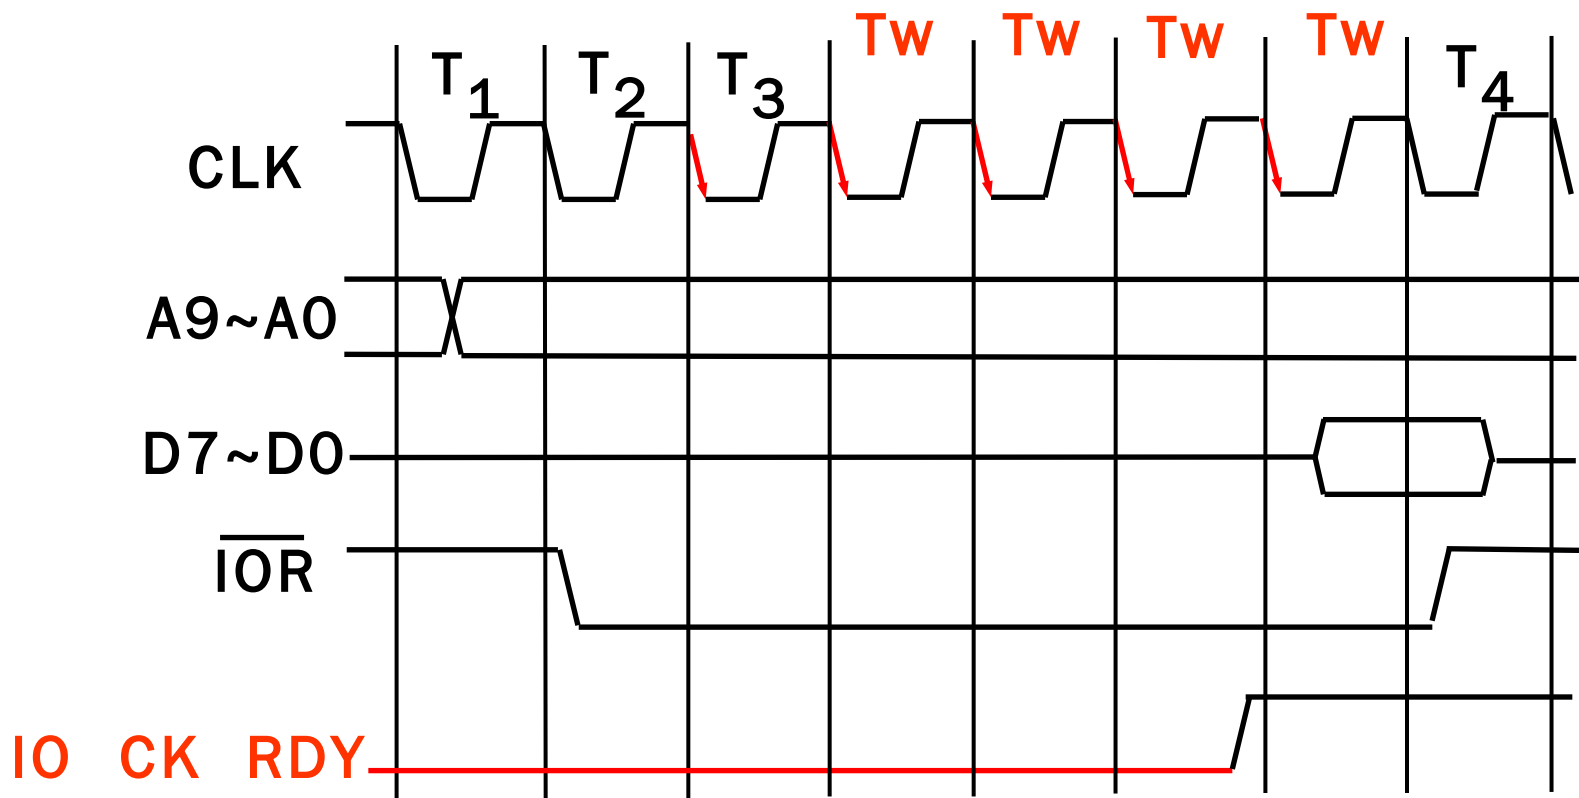 T1 T2 T3 Tw Tw Tw Tw T4
CLK
A9~A0
D7~D0
IOR
IO CK RDY